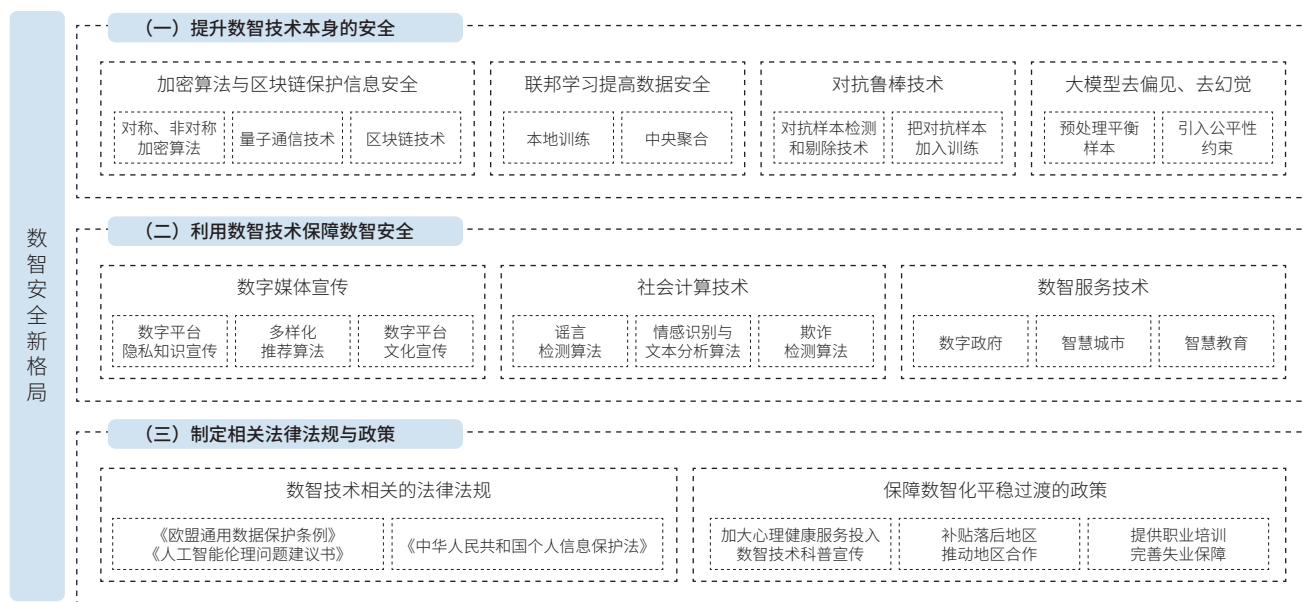 数智安全新格局
（一）提升数智技术本身的安全
加密算法与区块链保护信息安全
对称、非对称
加密算法
量子通信技术
区块链技术
联邦学习提高数据安全
本地训练
中央聚合
对抗鲁棒技术
对抗样本检测
和剔除技术
把对抗样本
加入训练
大模型去偏见、去幻觉
预处理平衡
样本
引入公平性
约束
（二）利用数智技术保障数智安全
数字媒体宣传
数字平台
隐私知识宣传
多样化
推荐算法
数字平台
文化宣传
社会计算技术
谣言
检测算法
情感识别与
文本分析算法
欺诈
检测算法
数智服务技术
数字政府
智慧城市
智慧教育
（三）制定相关法律法规与政策
数智技术相关的法律法规
《欧盟通用数据保护条例》
《人工智能伦理问题建议书》
《中华人民共和国个人信息保护法》
保障数智化平稳过渡的政策
加大心理健康服务投入
数智技术科普宣传
补贴落后地区
推动地区合作
提供职业培训
完善失业保障